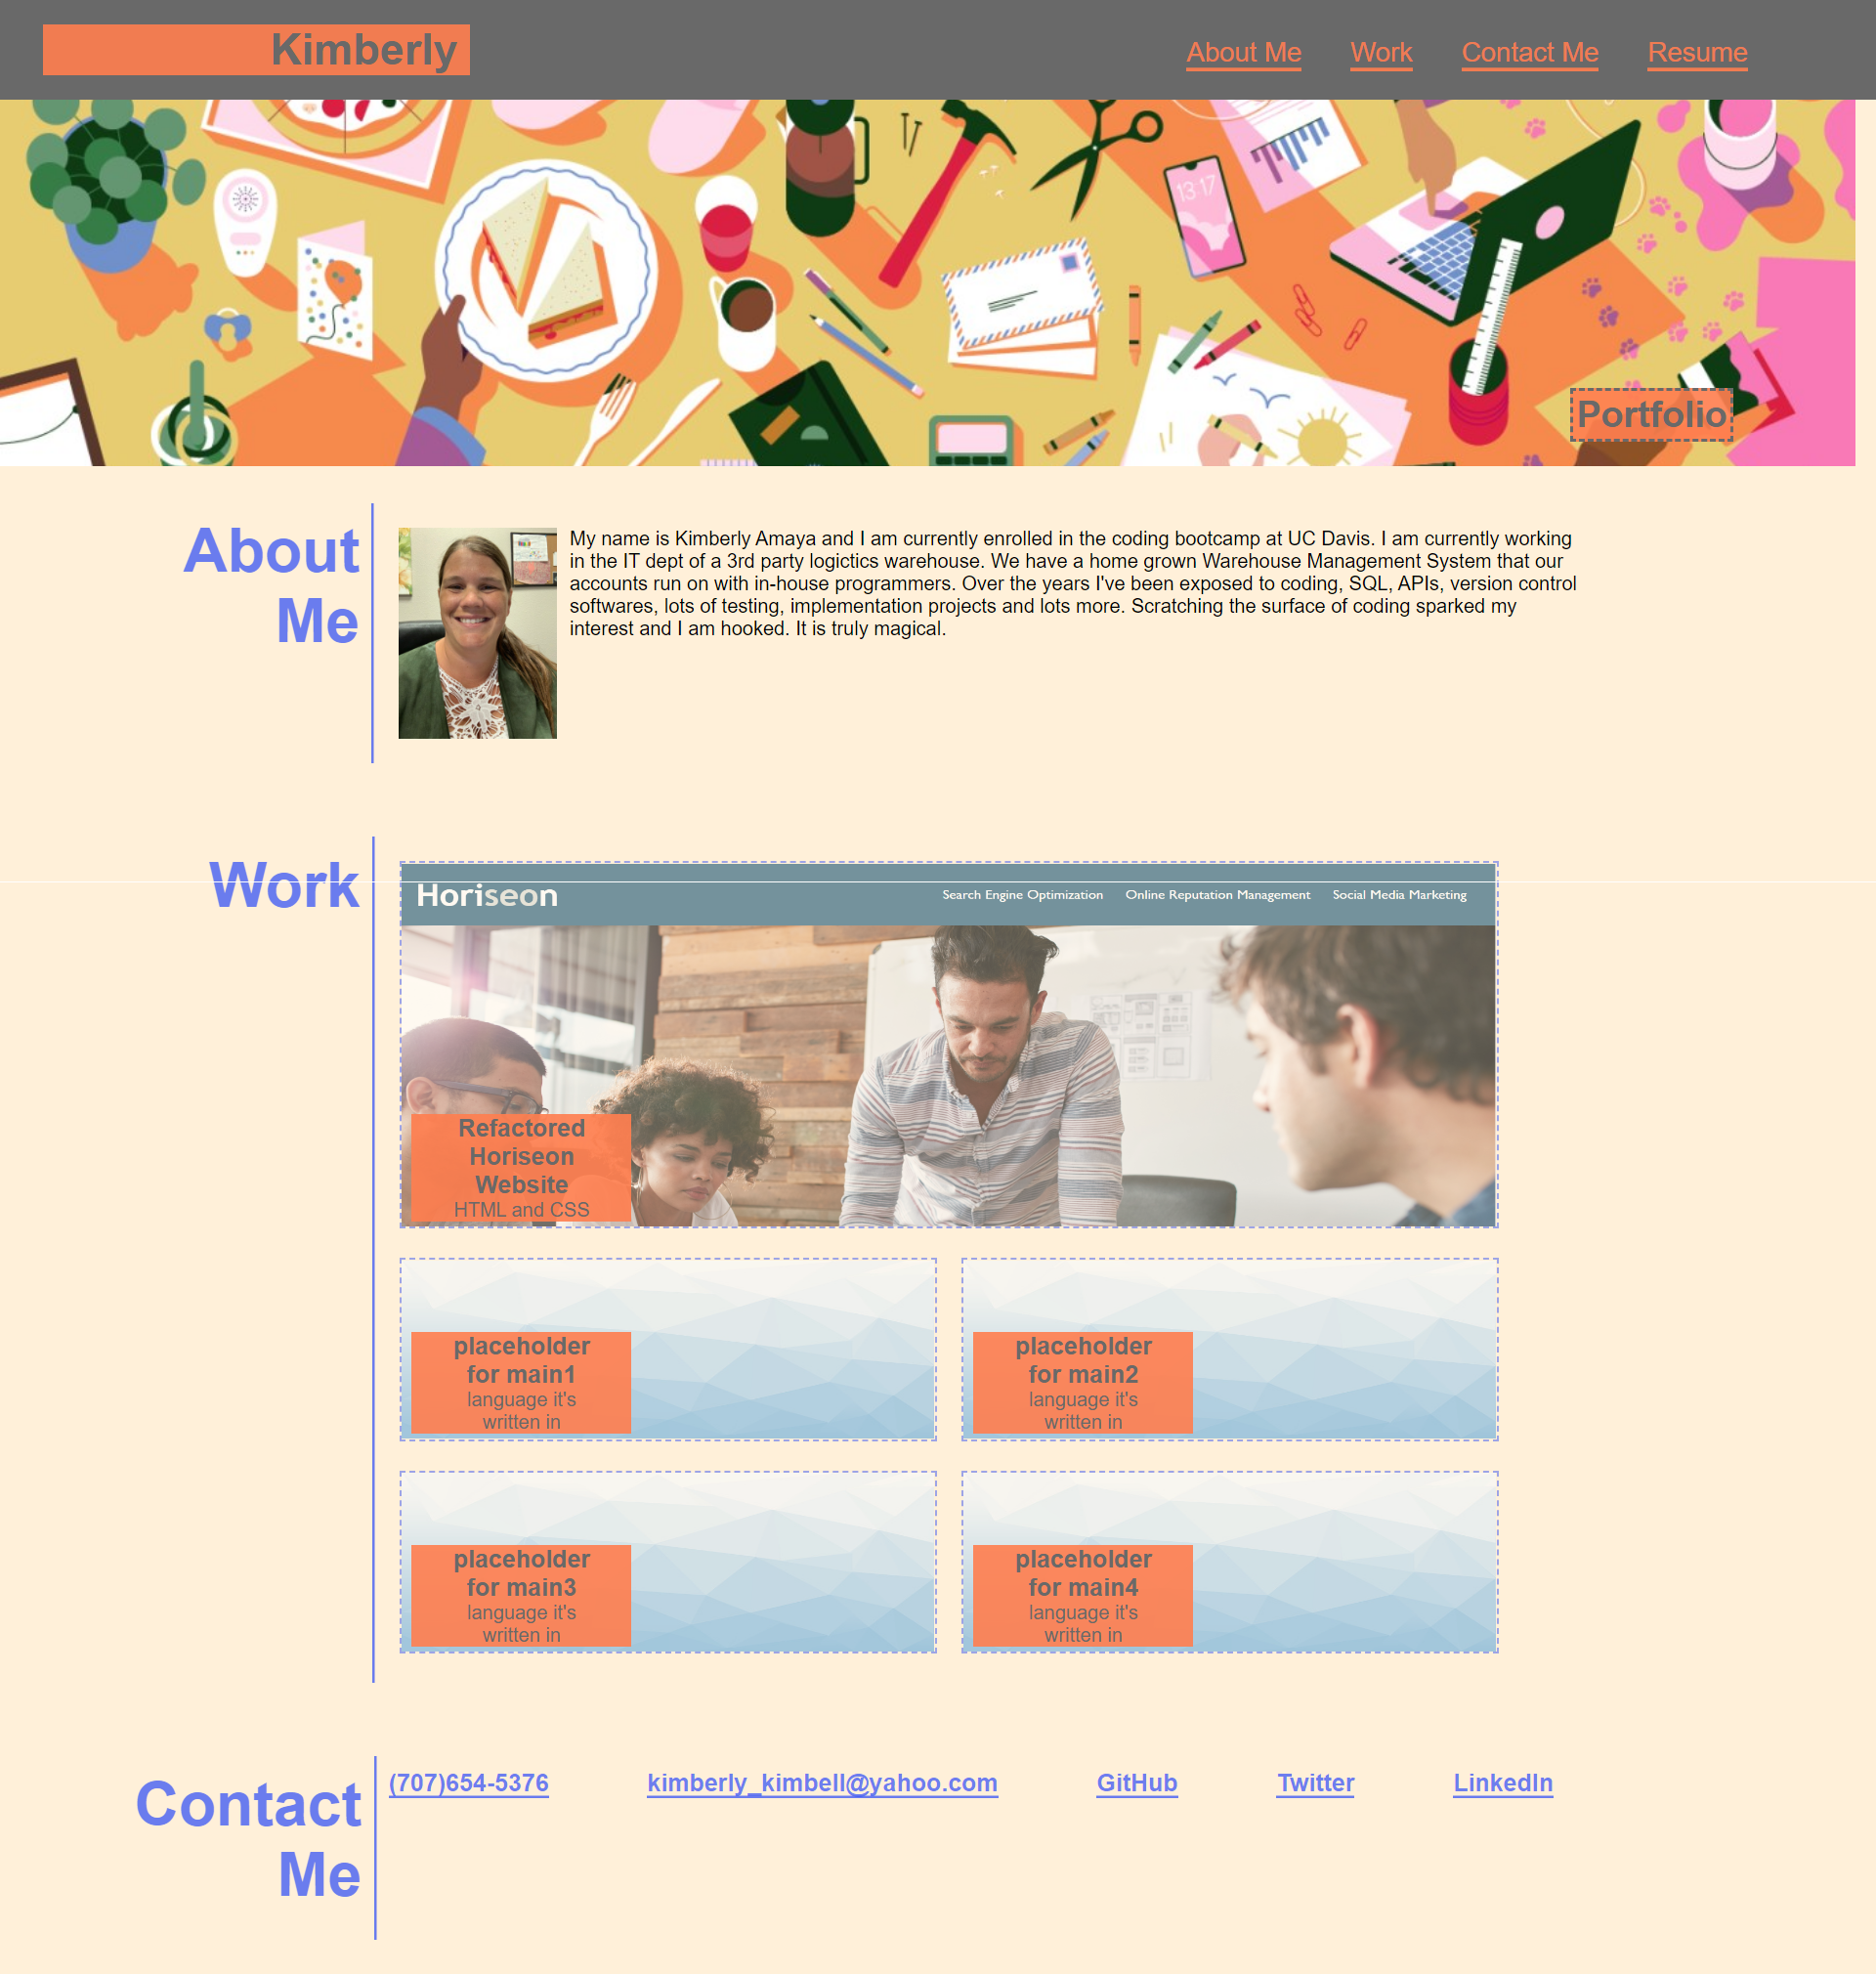 Kimberly
About Me Work Contact Me Resume
13:17
Portfolio
About
Me
My name is Kimberly Amaya and I am currently enrolled in the coding bootcamp at UC Davis. I am currently working
in the IT dept of a 3rd party logictics warehouse. We have a home grown Warehouse Management System that our
accounts run on with in-house programmers. Over the years I've been exposed to coding, SQL, APIs, version control
softwares, lots of testing, implementation projects and lots more. Scratching the surface of coding sparked my
interest and I am hooked. It is truly magical.
Work
Horiseon
Search Engine Optimization Online Reputation Management Social Media Marketing
Refactored
Horiseon
Website
HTML and CSS
placeholder
for main1
language it's
written in
placeholder
for main2
language it's
written in
placeholder
for main3
language it's
written in
placeholder
for main4
language it's
written in
Contact
Me
(707)654-5376 kimberly_kimbell@yahoo.com GitHub Twitter LinkedIn